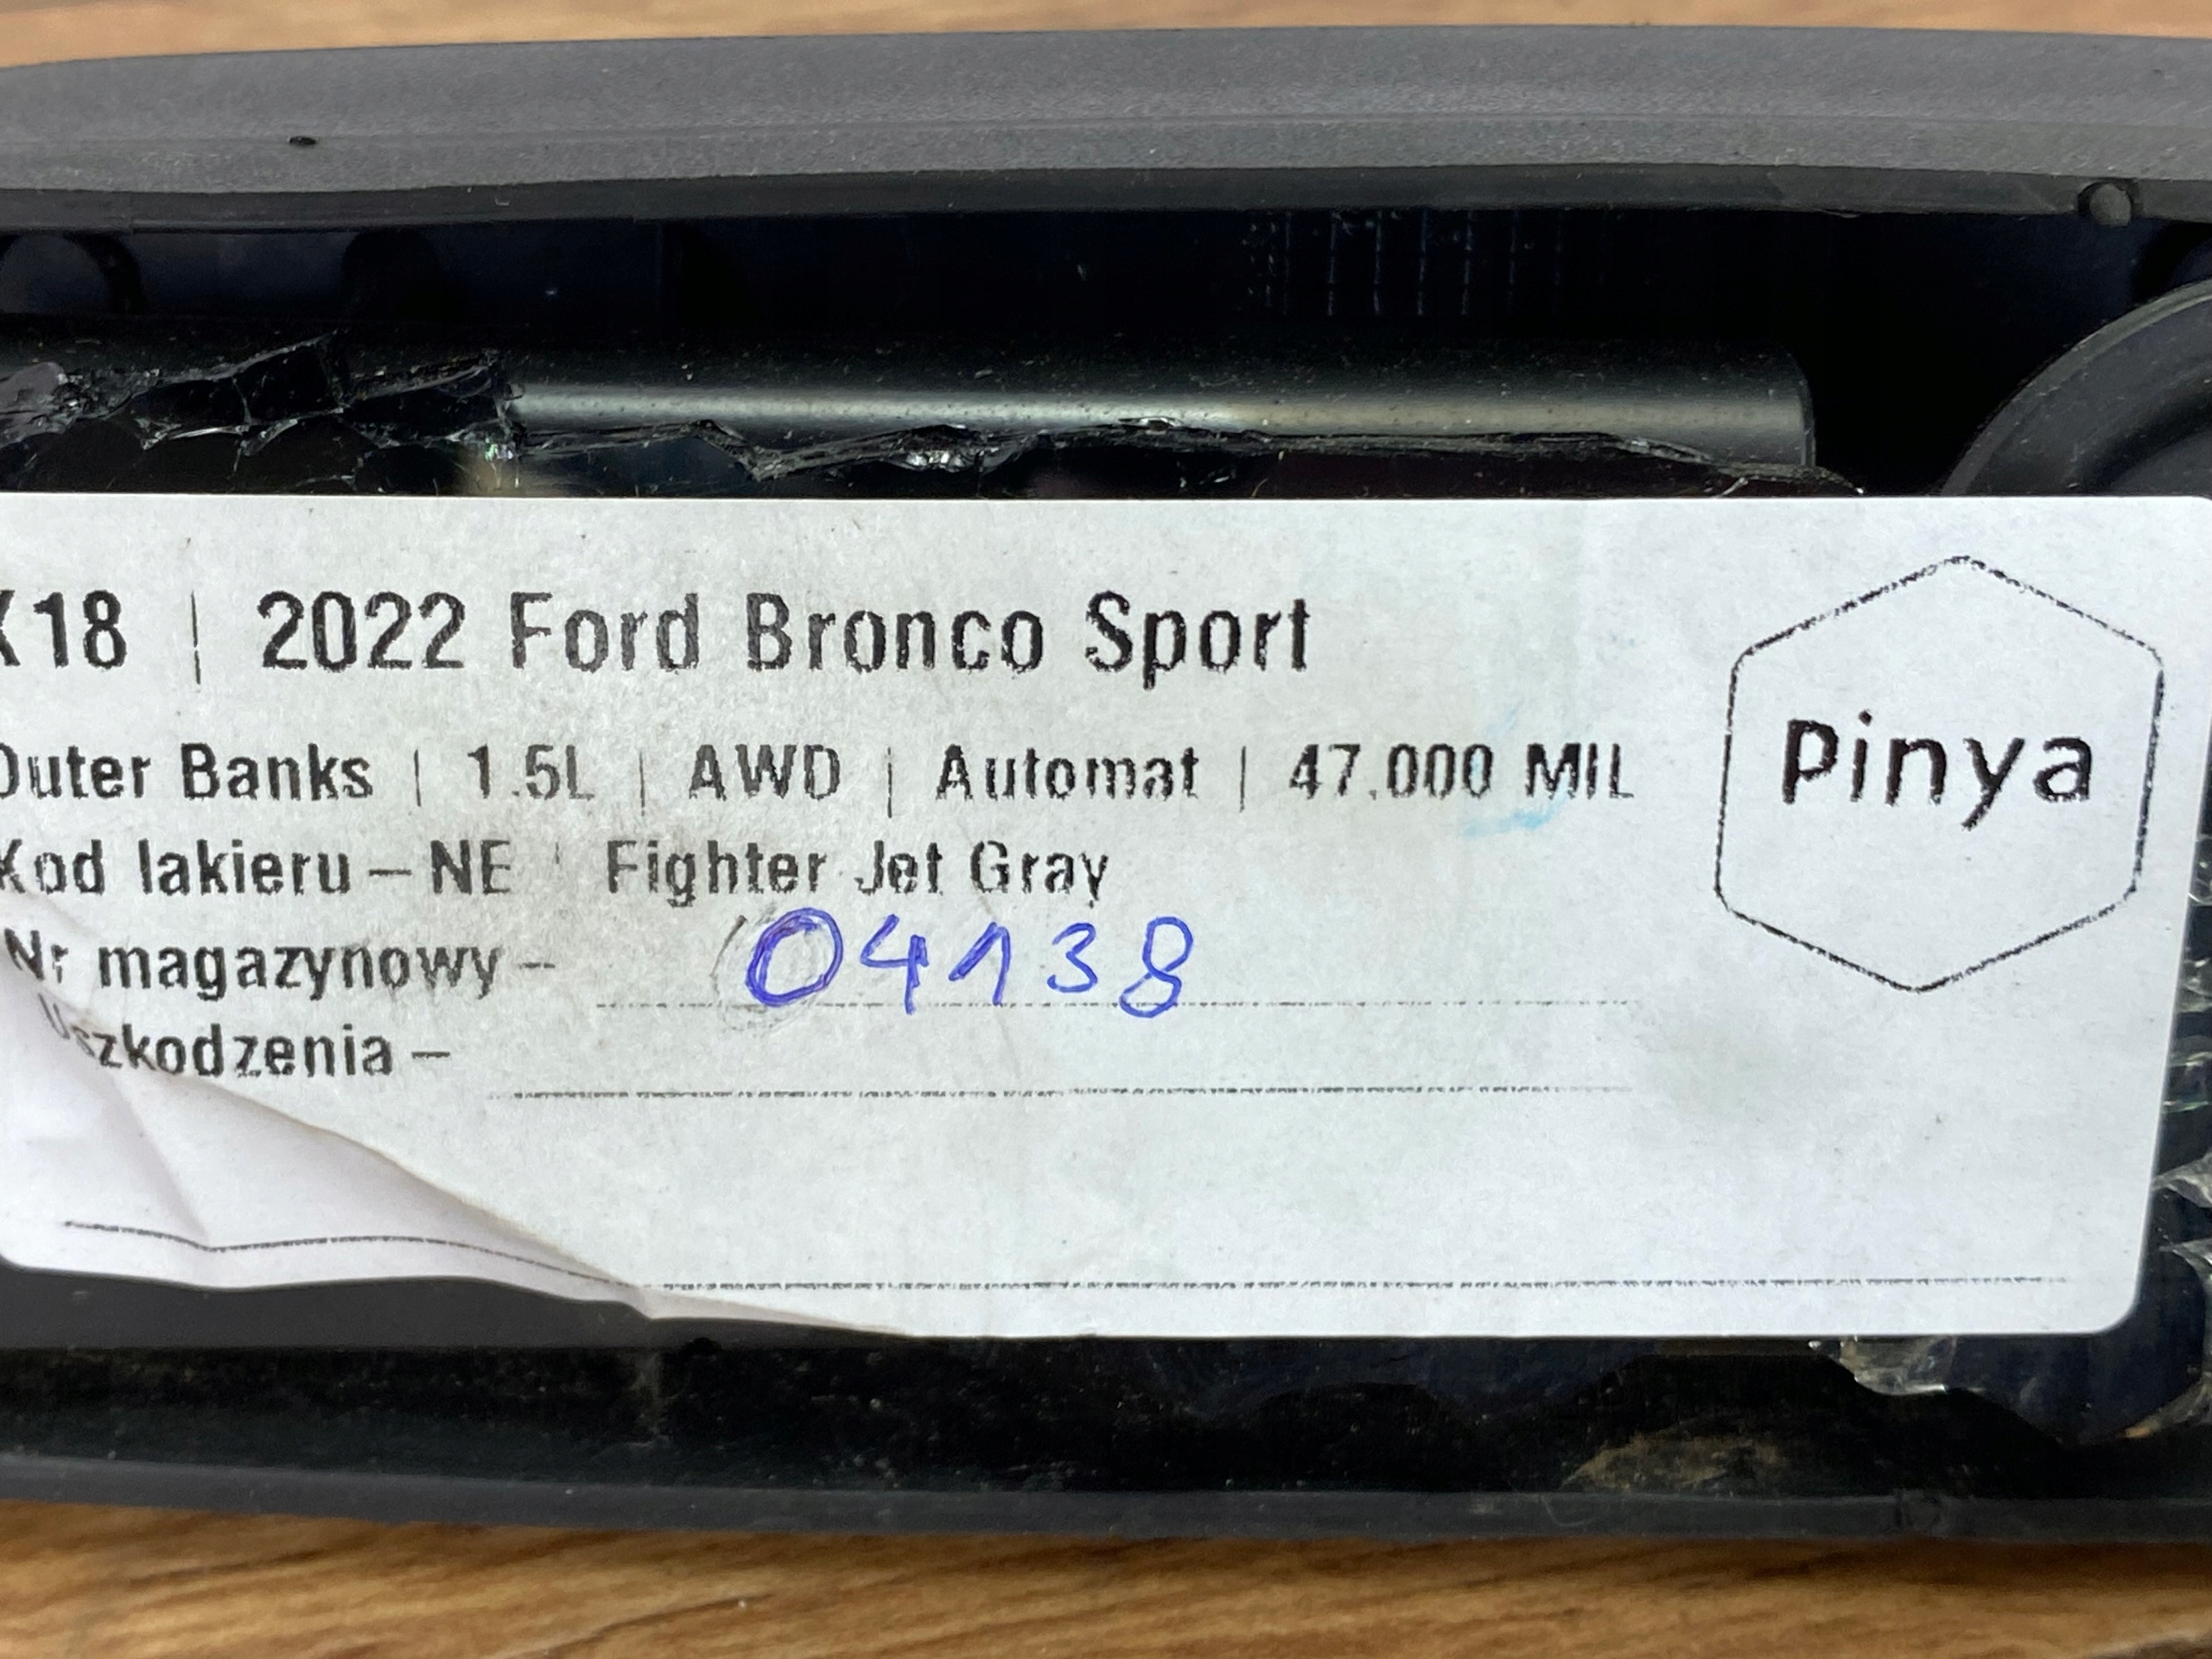 K18 | 2022 Ford Bronco Sport
Outer Banks | 1.5L | AWD | Automat | 47.000 MIL
Kod lakieru – NE | Fighter Jet Gray
Nr magazynowy – 04138
Uszkodzenia –
Pinya